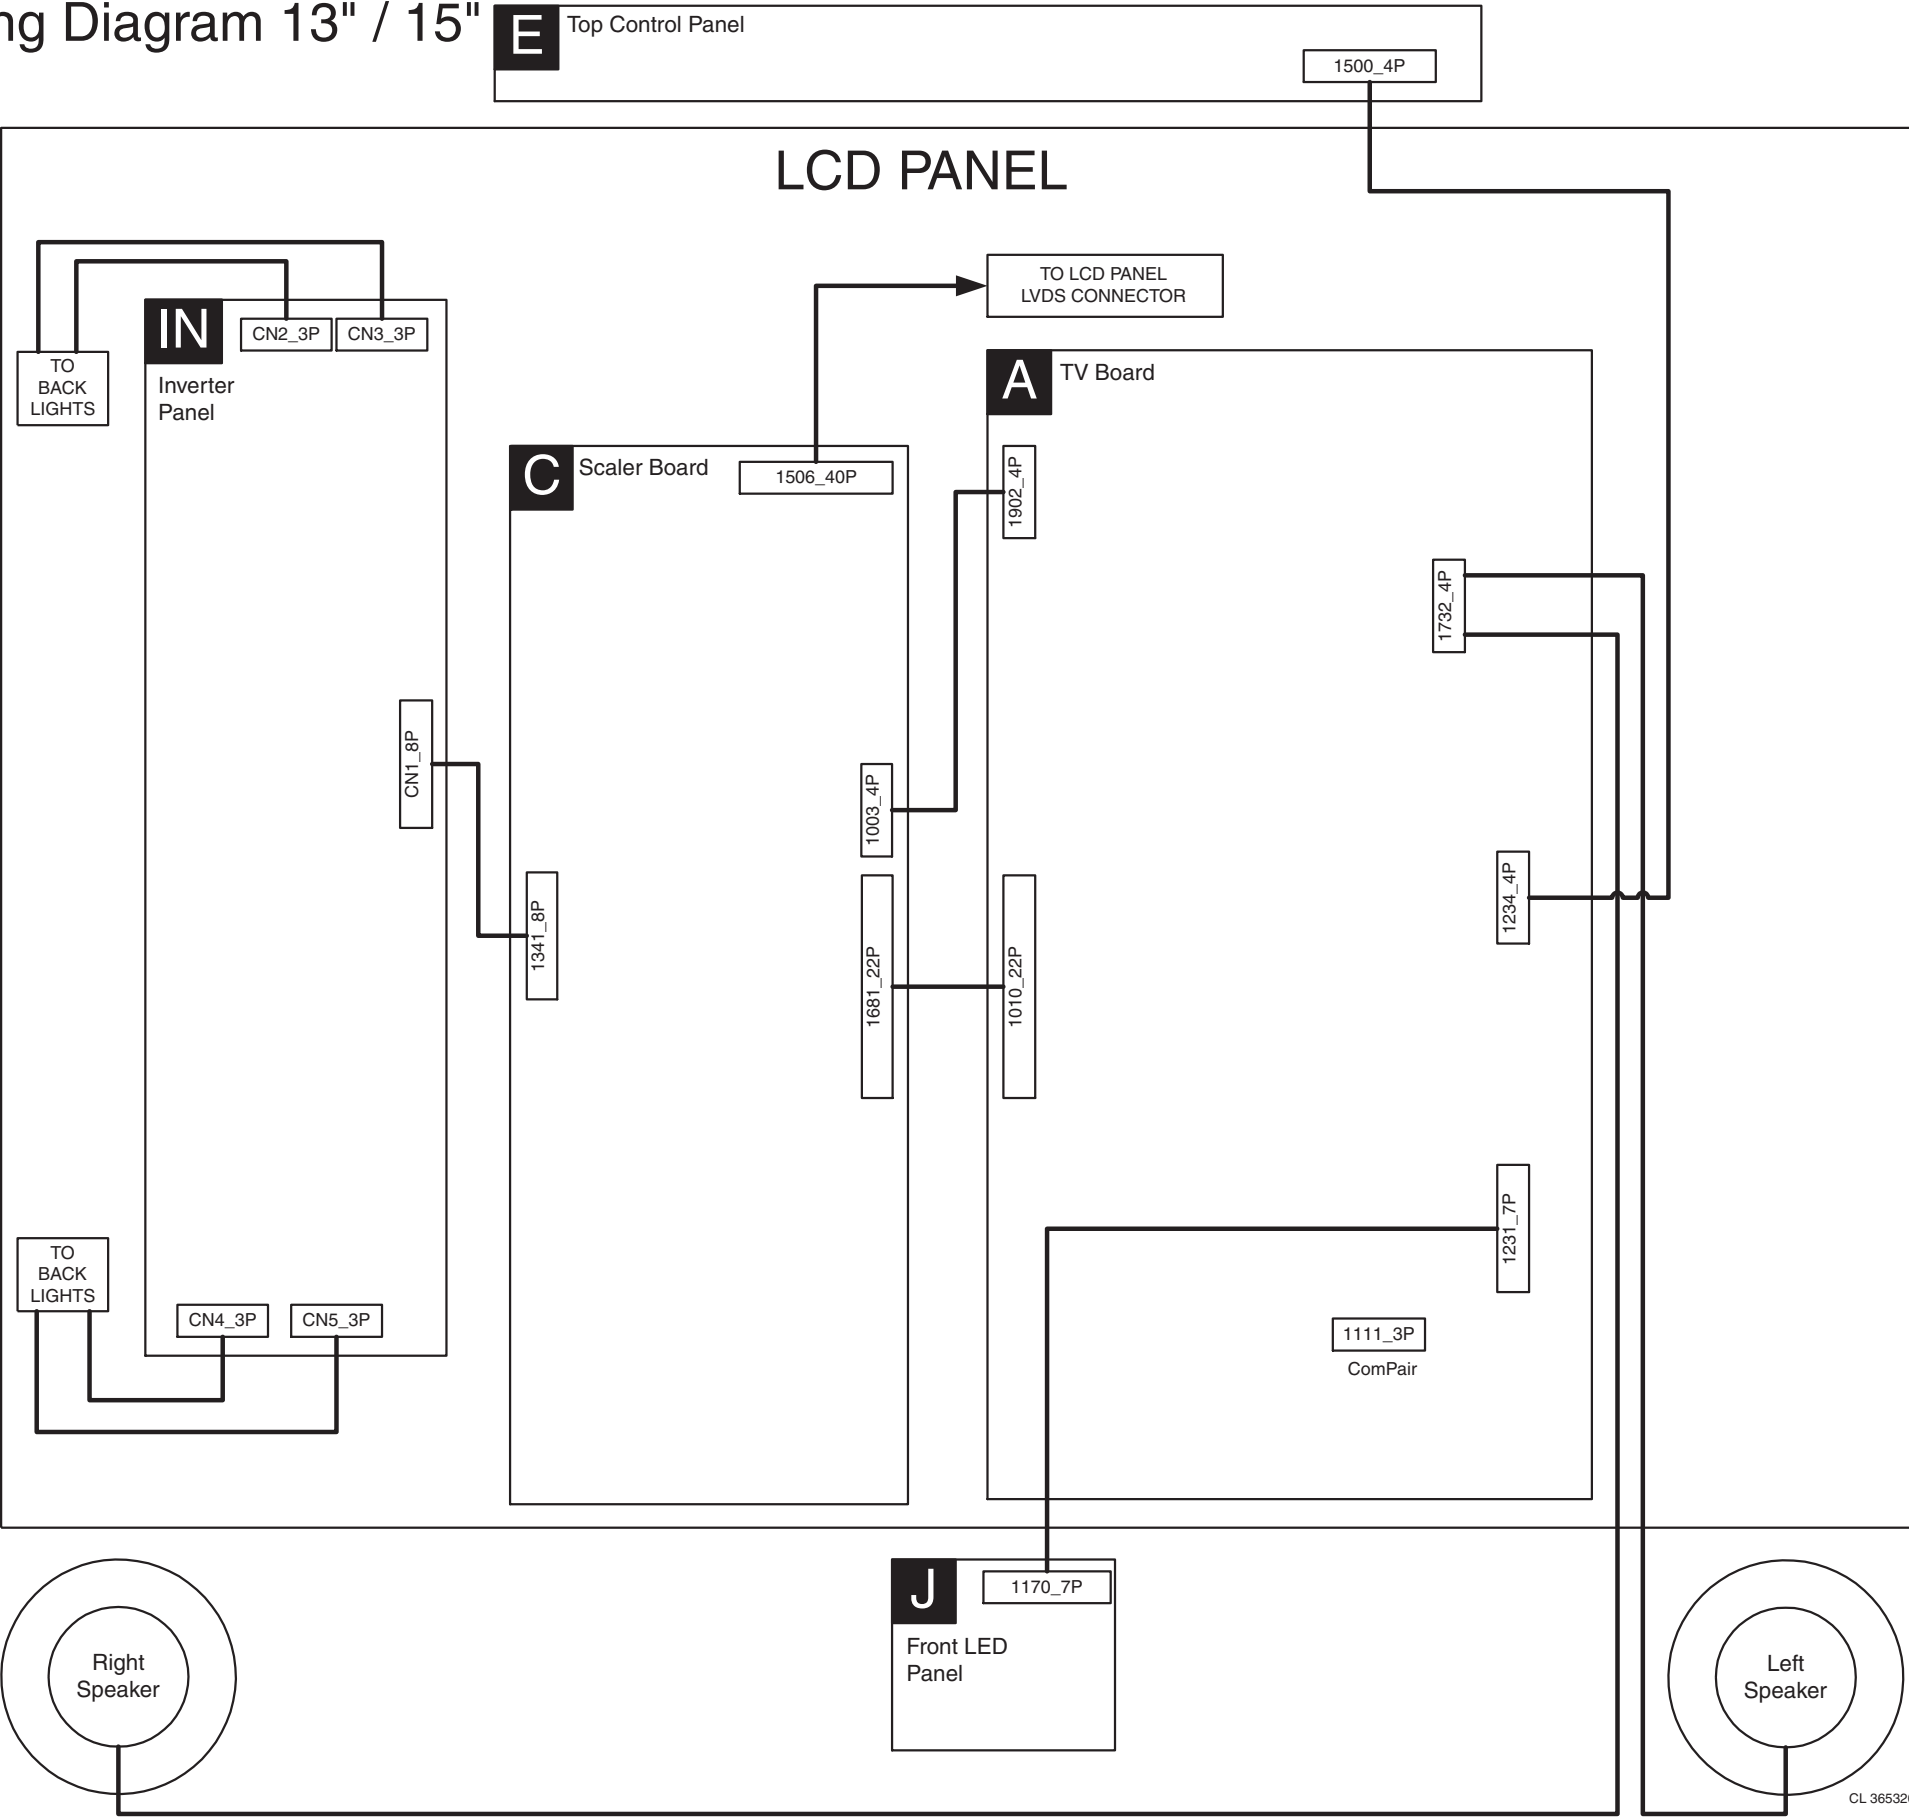 Diagram 13" / 15"
E
Top Control Panel
1500_4P
LCD PANEL
TO LCD PANEL
LVDS CONNECTOR
IN
CN2_3P
CN3_3P
TO
BACK
LIGHTS
Inverter
Panel
A
TV Board
C
Scaler Board
1506_40P
1902_4P
1732_4P
CN1_8P
1003_4P
1341_8P
1234_4P
1681_22P
1010_22P
1231_7P
TO
BACK
LIGHTS
CN4_3P
CN5_3P
1111_3P
ComPair
J
1170_7P
Front LED
Panel
Right
Speaker
Left
Speaker
CL